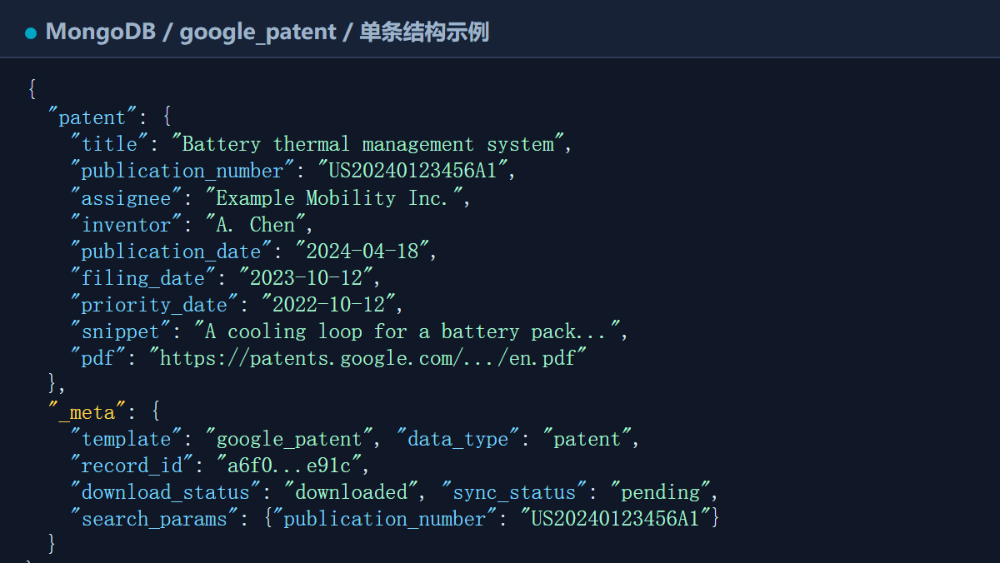 MongoDB / google_patent / 单条结构示例
{
"patent": {
"title": "Battery thermal management system",
"publication_number": "US20240123456A1",
"assignee": "Example Mobility Inc.",
"inventor": "A. Chen",
"publication_date": "2024-04-18",
"filing_date": "2023-10-12",
"priority_date": "2022-10-12",
"snippet": "A cooling loop for a battery pack...",
"pdf": "https://patents.google.com/.../en.pdf"
},
"_meta": {
"template": "google_patent", "data_type": "patent",
"record_id": "a6f0...e91c",
"download_status": "downloaded", "sync_status": "pending",
"search_params": {"publication_number": "US20240123456A1"}
}